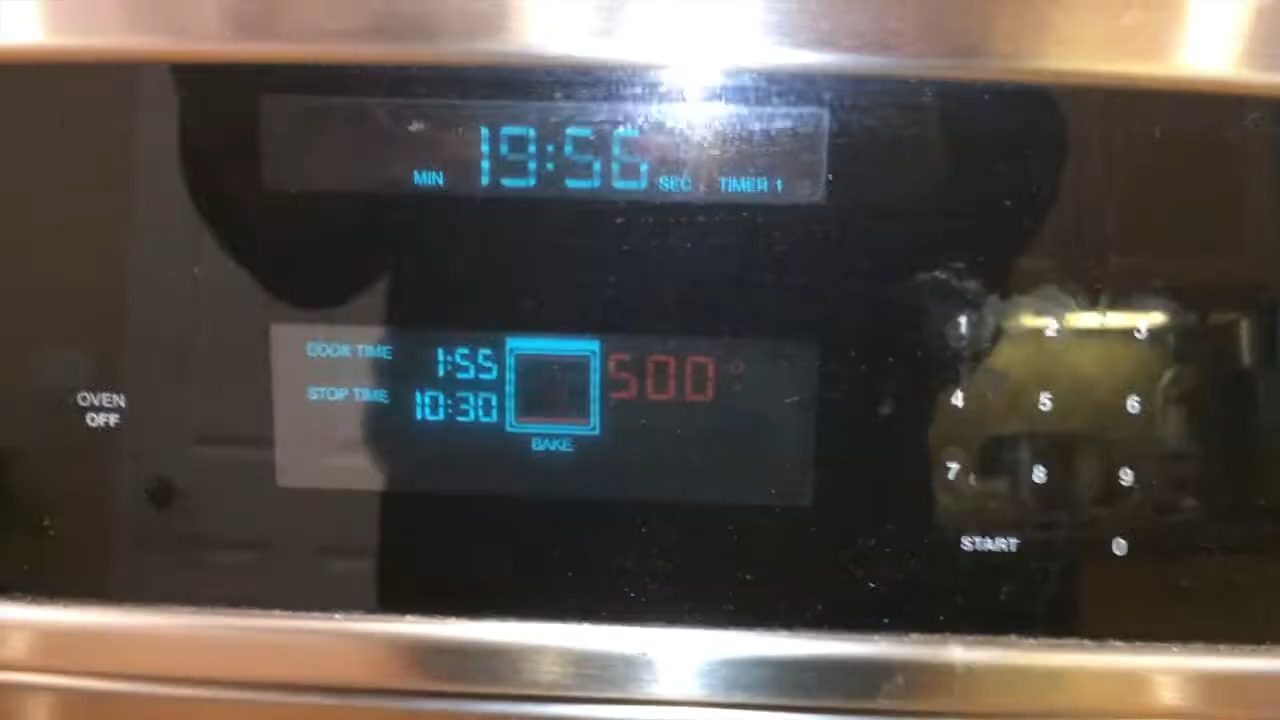 MIN 19:56 SEC TIMER 1
COOK TIME 1:55 500°
STOP TIME 10:30
BAKE
OVEN
OFF
1 2 3
4 5 6
7 8 9
START 0